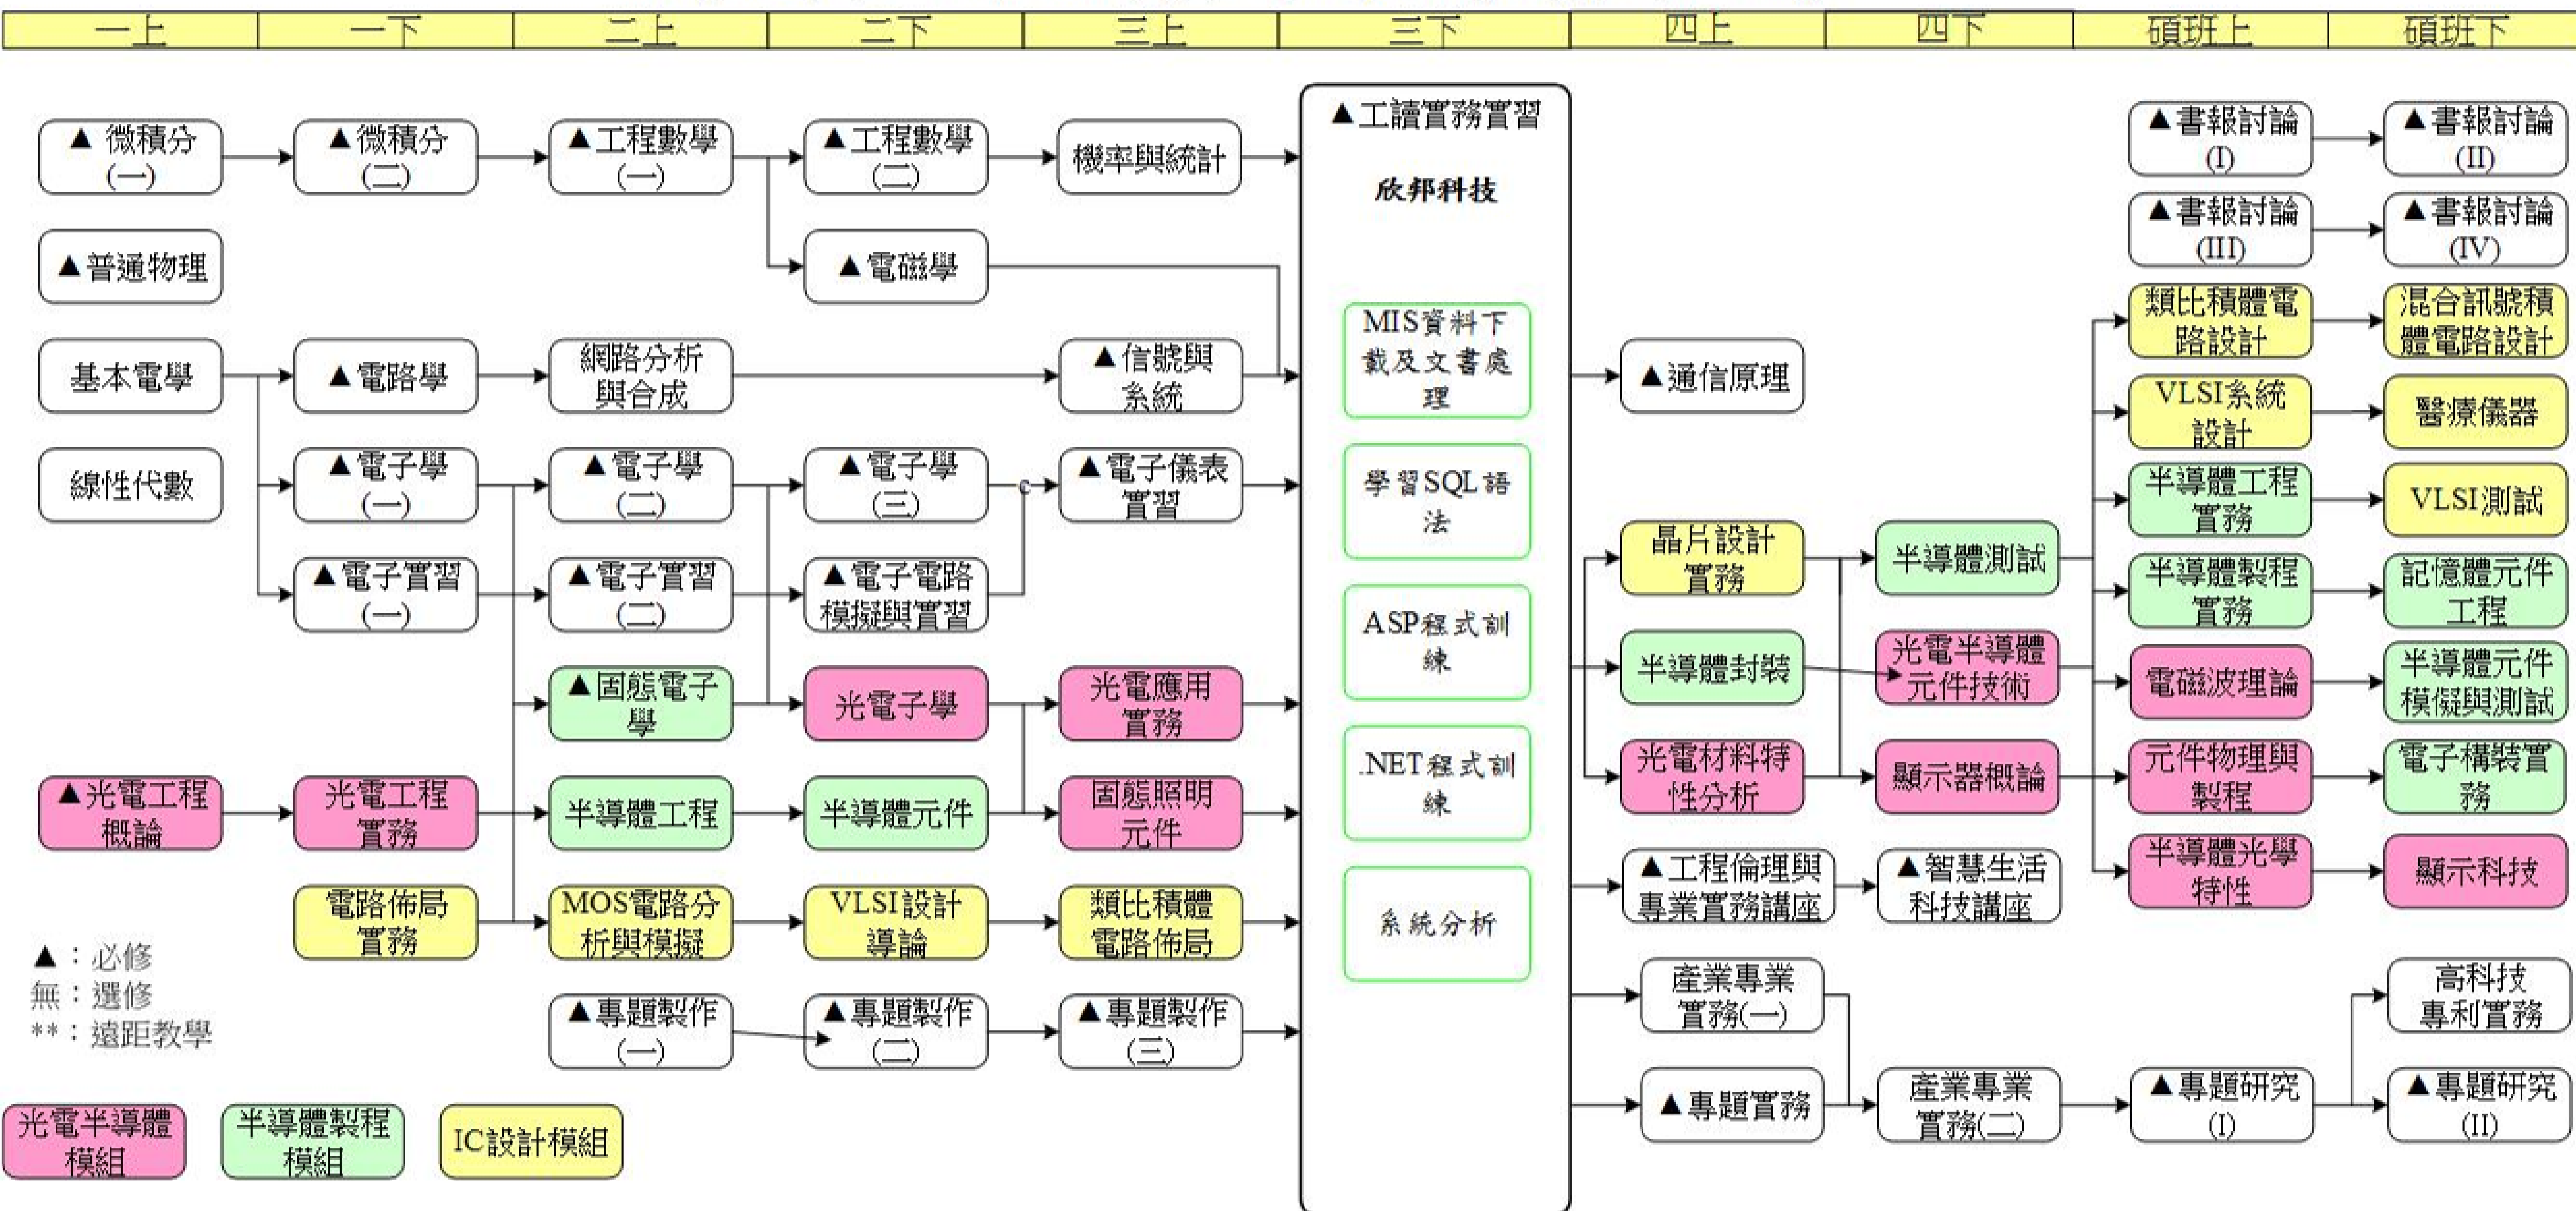 一上
一下
二上
二下
三上
三下
四上
四下
碩班上
碩班下
▲ 微積分
(一)
▲微積分
(二)
▲工程數學
(一)
▲工程數學
(二)
機率與統計
▲工讀實務實習
欣邦科技
▲書報討論
(I)
▲書報討論
(II)
▲普通物理
▲電磁學
▲書報討論
(III)
▲書報討論
(IV)
基本電學
▲電路學
網路分析
與合成
▲信號與
系統
MIS資料下
載及文書處
理
▲通信原理
類比積體電
路設計
混合訊號積
體電路設計
VLSI系統
設計
醫療儀器
線性代數
▲電子學
(一)
▲電子學
(二)
▲電子學
(三)
c
▲電子儀表
實習
學習SQL語
法
半導體工程
實務
VLSI測試
▲電子實習
(一)
▲電子實習
(二)
▲電子電路
模擬與實習
ASP程式訓
練
晶片設計
實務
半導體測試
半導體製程
實務
記憶體元件
工程
▲固態電子
學
光電子學
光電應用
實務
半導體封裝
光電半導體
元件技術
電磁波理論
半導體元件
模擬與測試
▲光電工程
概論
光電工程
實務
半導體工程
半導體元件
固態照明
元件
.NET程式訓
練
光電材料特
性分析
顯示器概論
元件物理與
製程
電子構裝實
務
電路佈局
實務
MOS電路分
析與模擬
VLSI設計
導論
類比積體
電路佈局
系統分析
▲工程倫理與
專業實務講座
▲智慧生活
科技講座
半導體光學
特性
顯示科技
▲：必修
無：選修
**：遠距教學
▲專題製作
(一)
▲專題製作
(二)
▲專題製作
(三)
產業專業
實務(一)
高科技
專利實務
▲專題實務
產業專業
實務(二)
▲專題研究
(I)
▲專題研究
(II)
光電半導體
模組
半導體製程
模組
IC設計模組